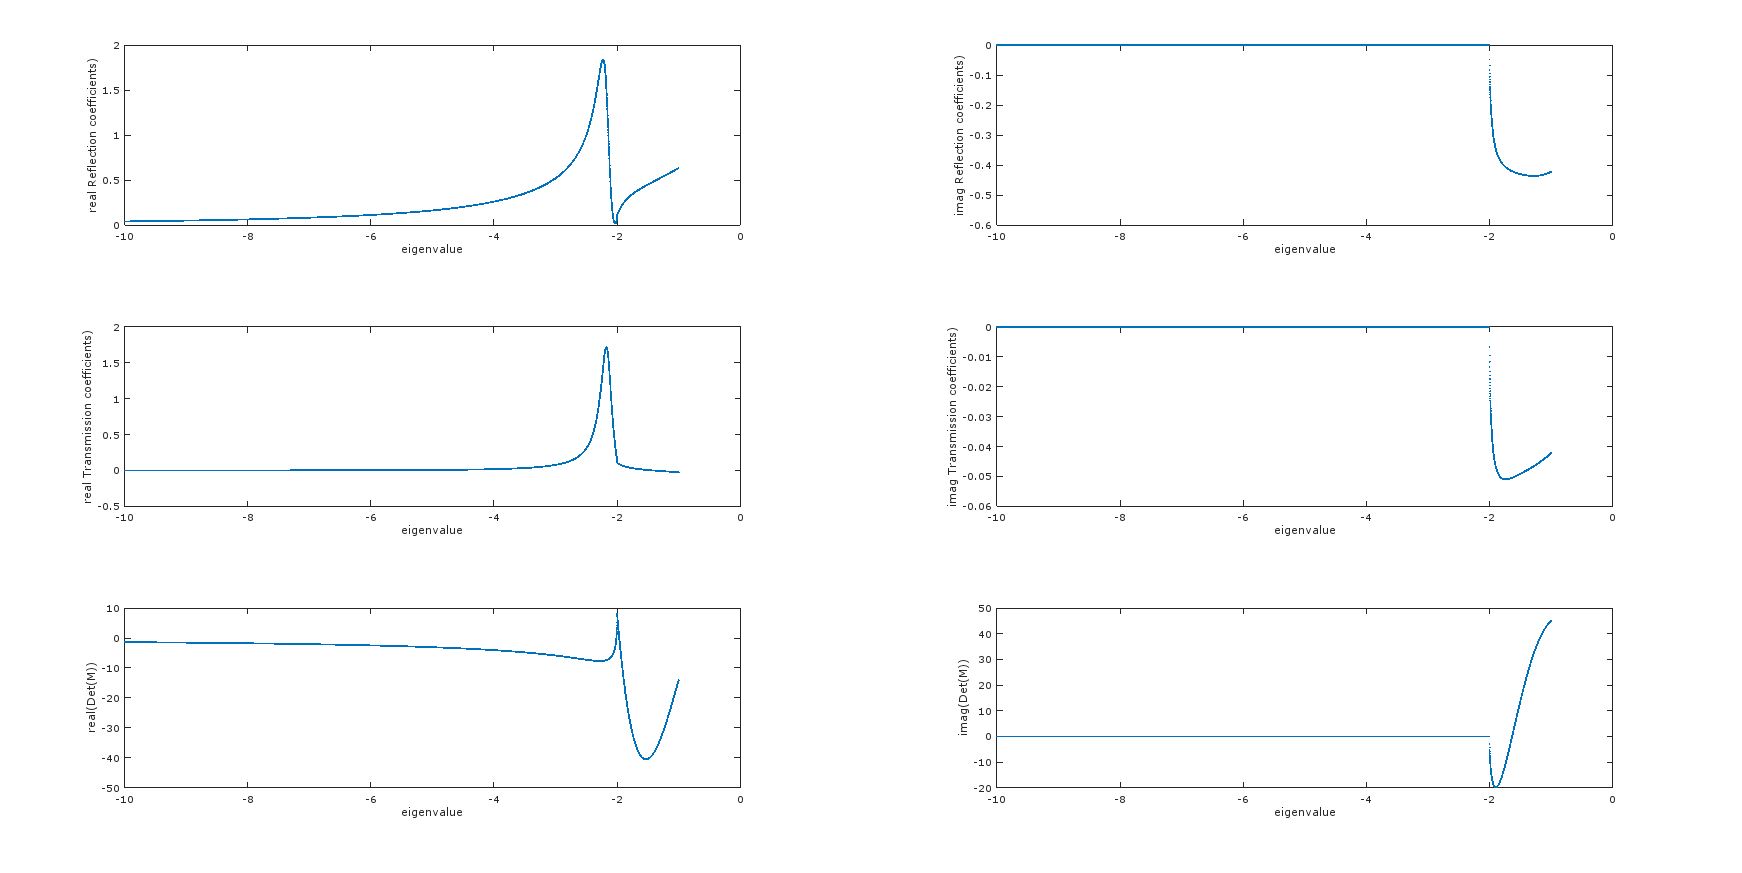 real Reflection coefficients)
2
1.5
1
0.5
0
-10 -8 -6 -4 -2 0
eigenvalue
imag Reflection coefficients)
0
-0.1
-0.2
-0.3
-0.4
-0.5
-0.6
-10 -8 -6 -4 -2 0
eigenvalue
real Transmission coefficients)
2
1.5
1
0.5
0
-0.5
-10 -8 -6 -4 -2 0
eigenvalue
imag Transmission coefficients)
0
-0.01
-0.02
-0.03
-0.04
-0.05
-0.06
-10 -8 -6 -4 -2 0
eigenvalue
real(Det(M))
10
0
-10
-20
-30
-40
-50
-10 -8 -6 -4 -2 0
eigenvalue
imag(Det(M))
50
40
30
20
10
0
-10
-20
-10 -8 -6 -4 -2 0
eigenvalue